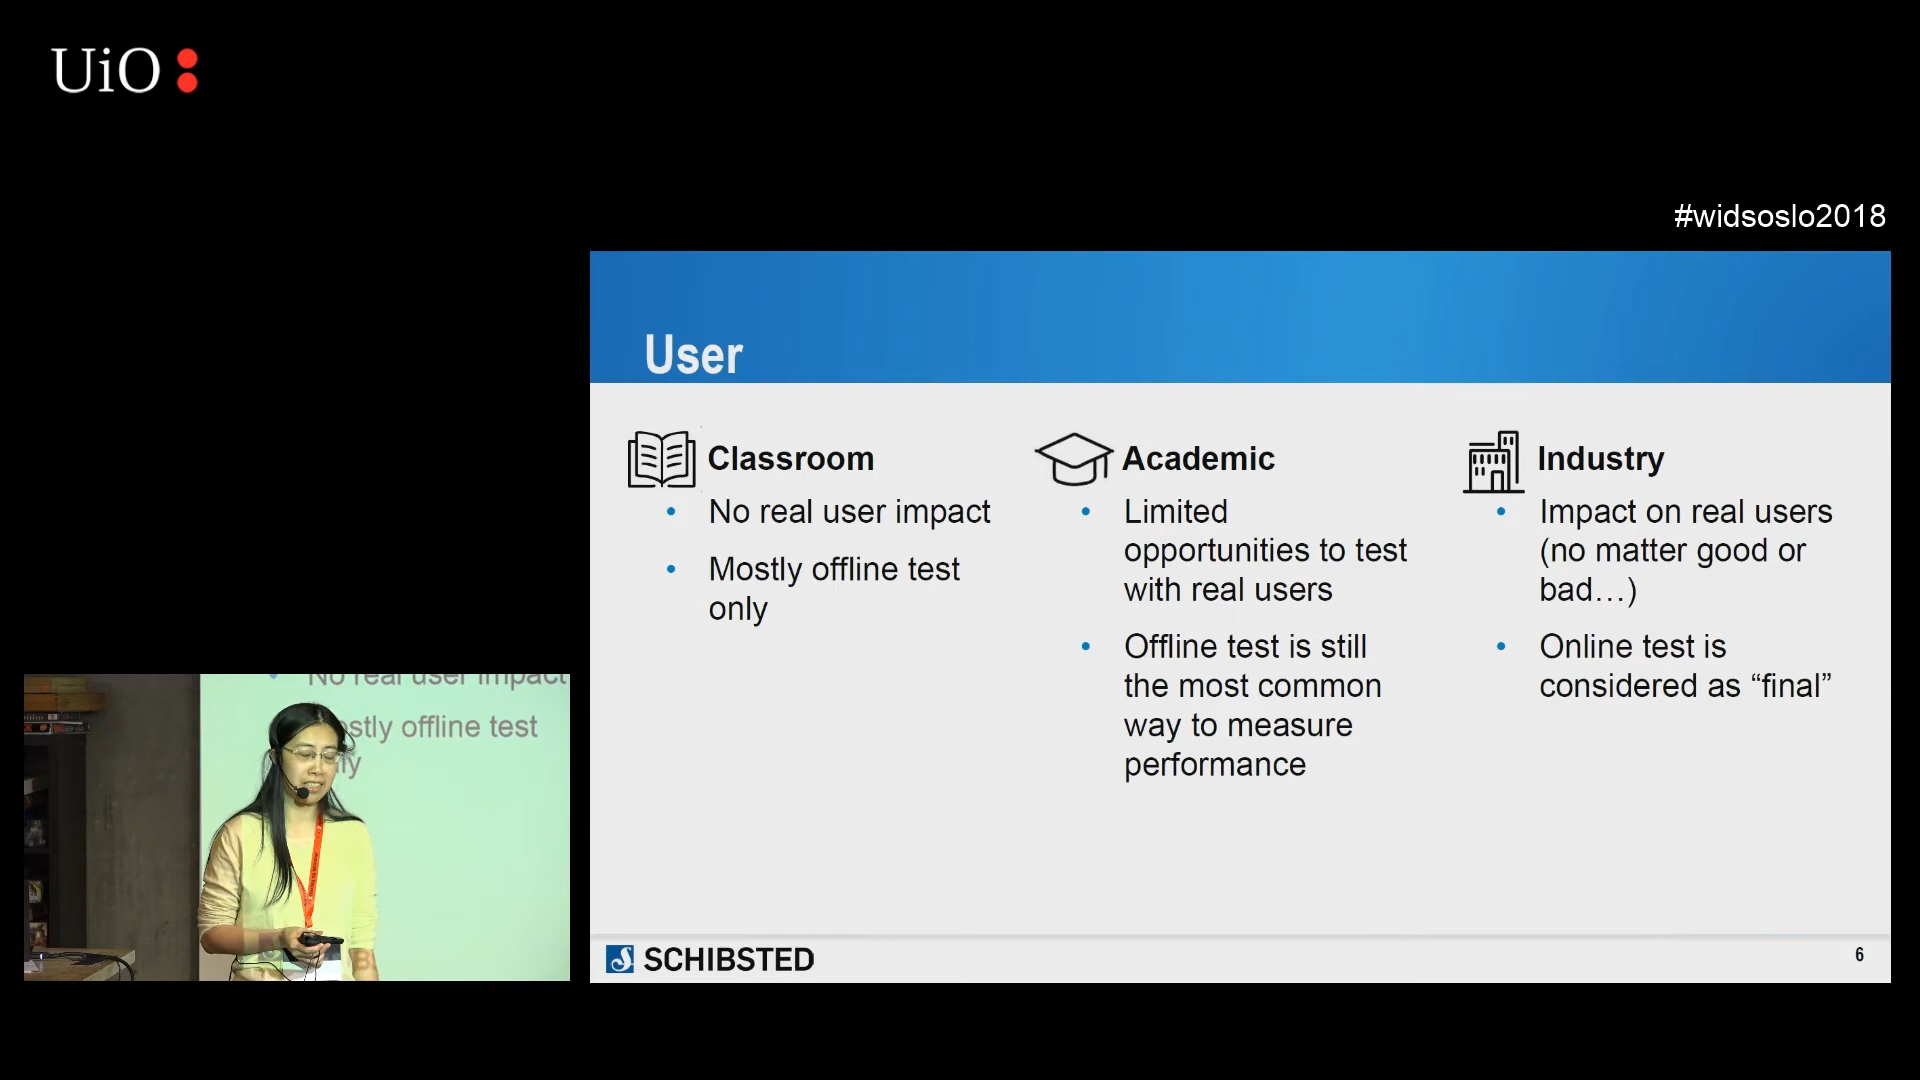 UiO:
#widsoslo2018
User
Classroom
• No real user impact
• Mostly offline test
only
Academic
• Limited
opportunities to test
with real users
• Offline test is still
the most common
way to measure
performance
Industry
• Impact on real users
(no matter good or
bad…)
• Online test is
considered as “final”
SCHIBSTED
6
No real user impact
offline test